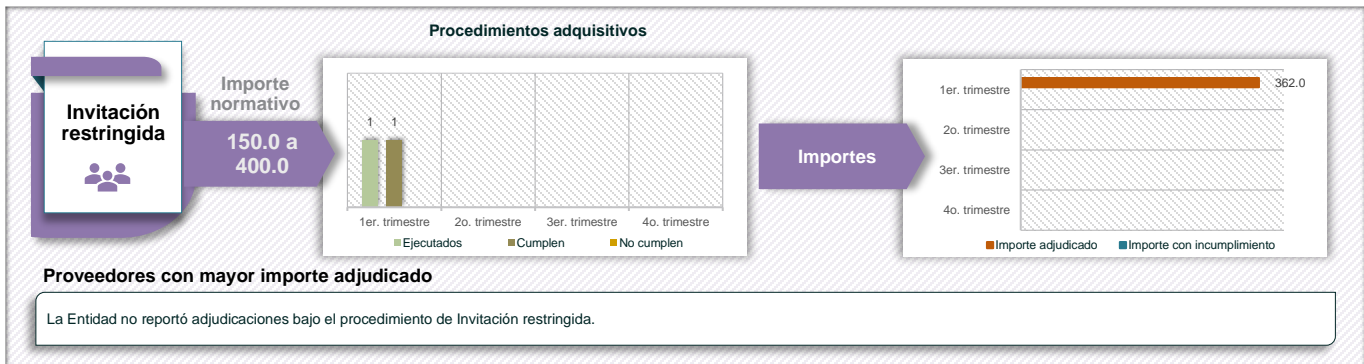 Procedimientos adquisitivos
Invitación
restringida
Importe
normativo
150.0 a
400.0
1 1
1er. trimestre 2o. trimestre 3er. trimestre 4o. trimestre
Ejecutados Cumplen No cumplen
Importes
1er. trimestre 362.0
2o. trimestre
3er. trimestre
4o. trimestre
Importe adjudicado Importe con incumplimiento
Proveedores con mayor importe adjudicado
La Entidad no reportó adjudicaciones bajo el procedimiento de Invitación restringida.